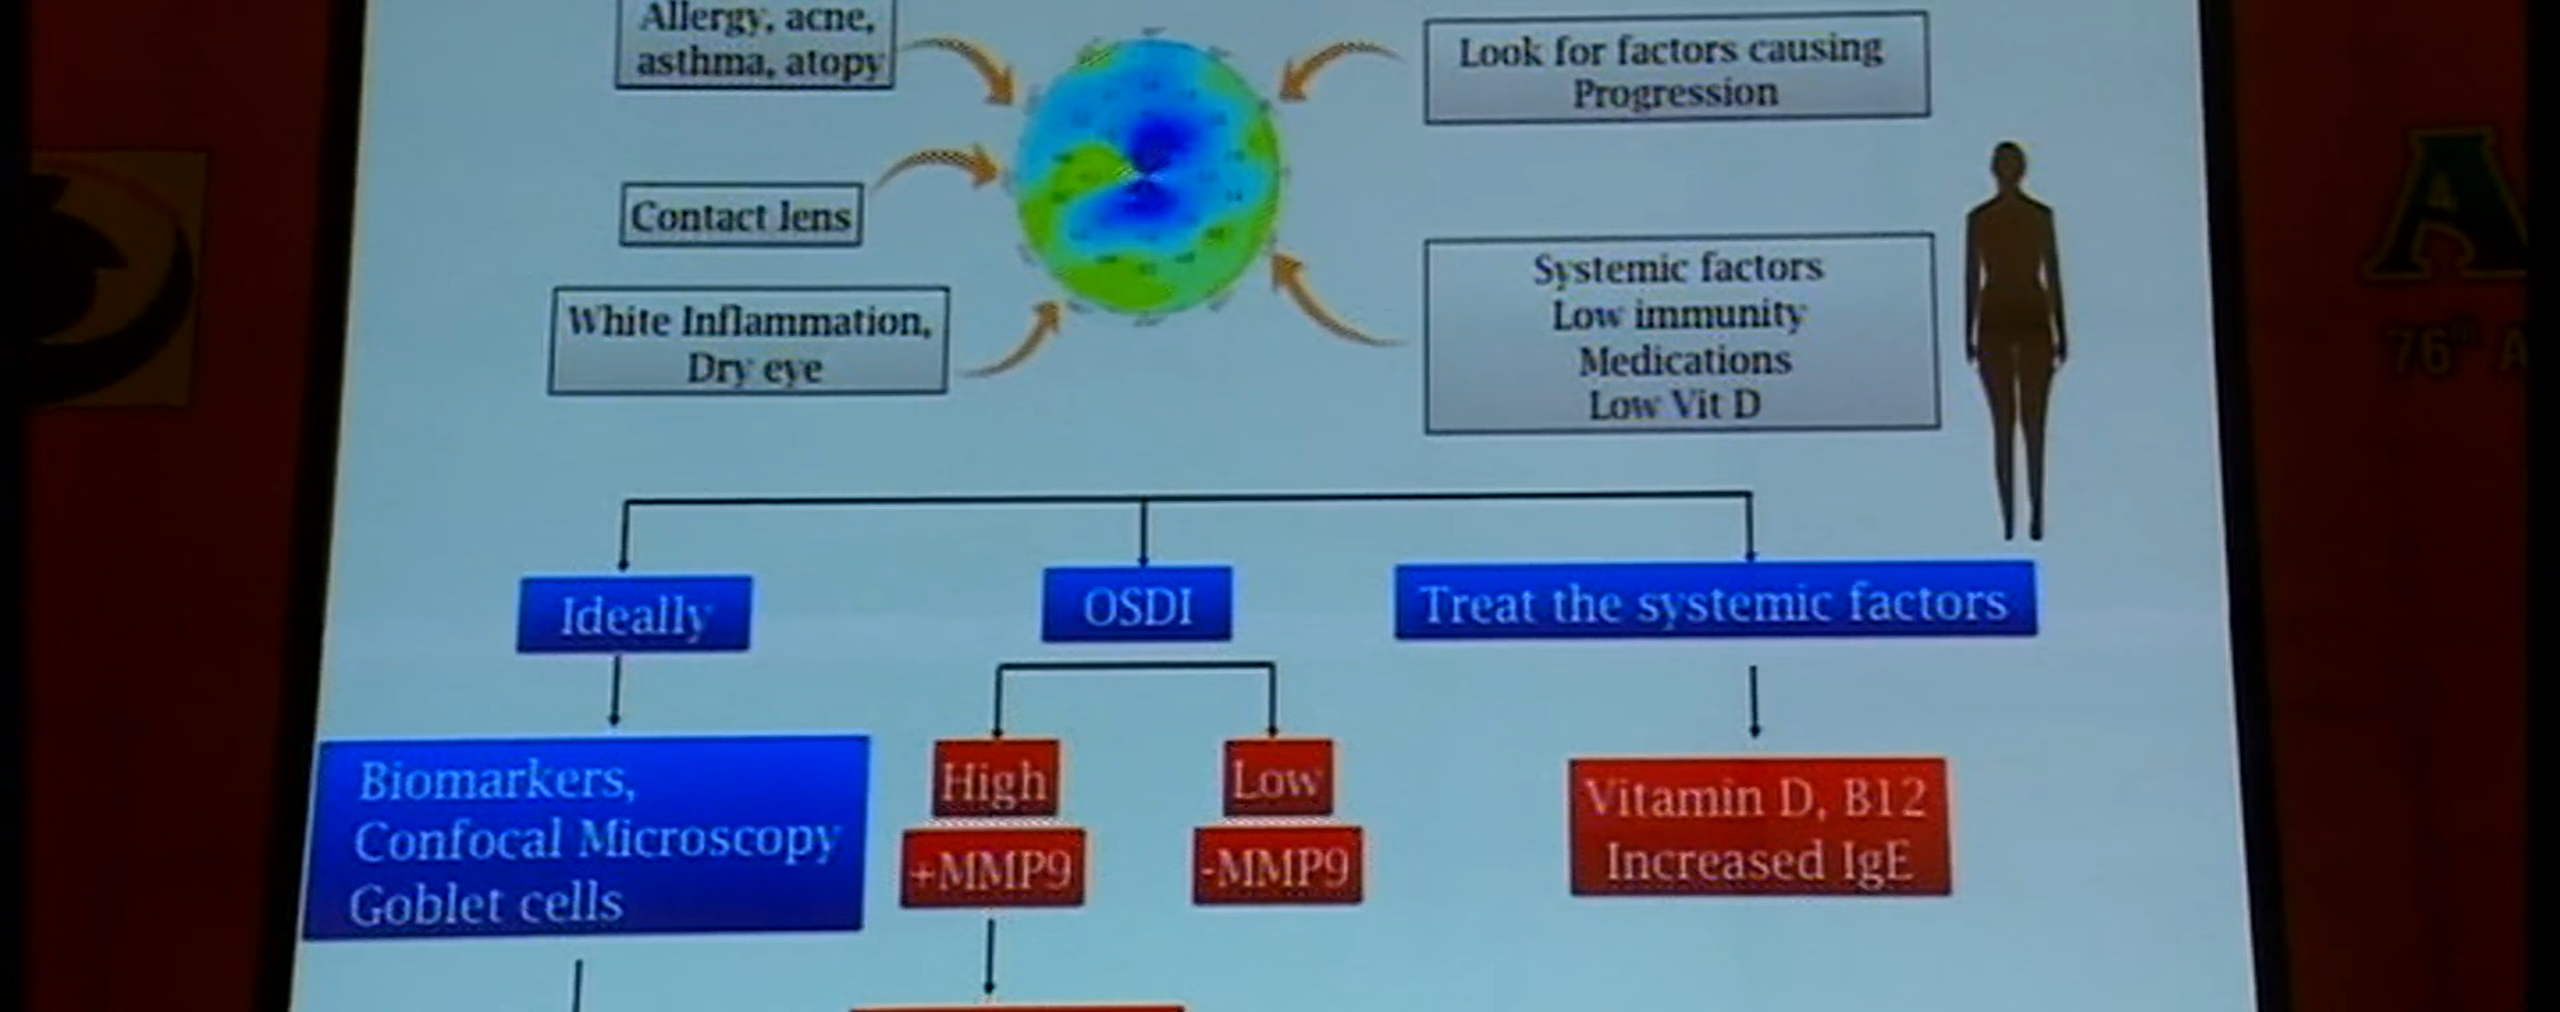 Allergy, acne,
asthma, atopy
Look for factors causing
Progression
Contact lens
White Inflammation,
Dry eye
Systemic factors
Low immunity
Medications
Low Vit D
Ideally
OSDI
Treat the systemic factors
Biomarkers,
Confocal Microscopy
Goblet cells
High
+MMP9
Low
-MMP9
Vitamin D, B12
Increased IgE
A
76th A